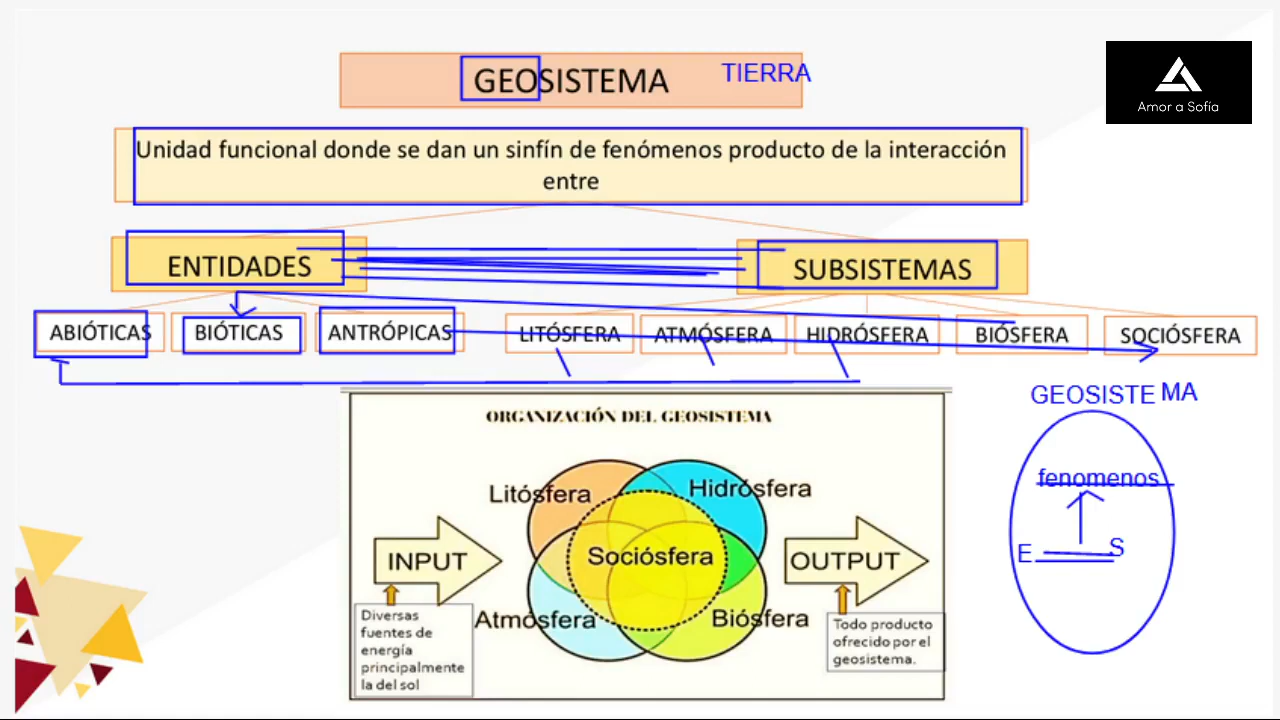 GEOSISTEMA
TIERRA
Amor a Sofía
Unidad funcional donde se dan un sinfín de fenómenos producto de la interacción
entre
ENTIDADES
SUBSISTEMAS
ABIÓTICAS
BIÓTICAS
ANTRÓPICAS
LITÓSFERA
ATMÓSFERA
HIDRÓSFERA
BIÓSFERA
SOCIÓSFERA
GEOSISTE MA
fenomenos
E S
ORGANIZACIÓN DEL GEOSISTEMA
Litósfera
Hidrósfera
INPUT
Sociósfera
OUTPUT
Atmósfera
Biósfera
Diversas
fuentes de
energía
principalmente
la del sol
Todo producto
ofrecido por el
geosistema.